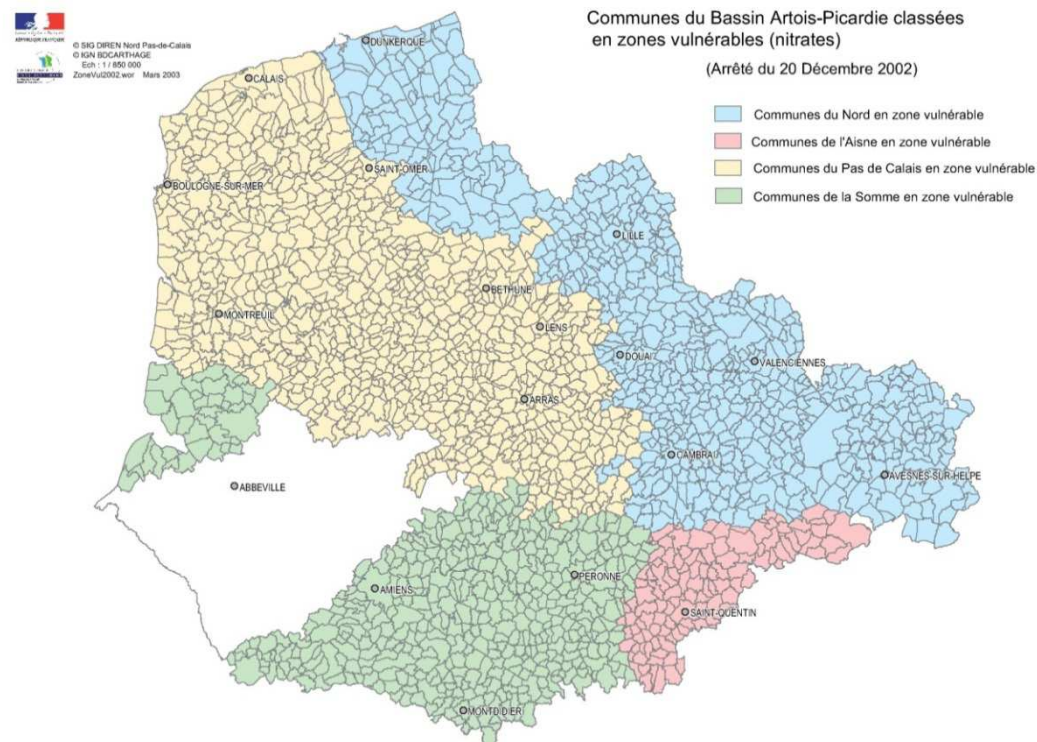 Communes du Bassin Artois-Picardie classées
en zones vulnérables (nitrates)
(Arrêté du 20 Décembre 2002)
RÉPUBLIQUE FRANÇAISE
© SIG DIREN Nord Pas-de-Calais
© IGN BDCARTHAGE
Ech : 1 / 850 000
ZoneVul2002.wor Mars 2003
Communes du Nord en zone vulnérable
Communes de l'Aisne en zone vulnérable
Communes du Pas de Calais en zone vulnérable
Communes de la Somme en zone vulnérable
DUNKERQUE
CALAIS
SAINT-OMER
BOULOGNE-SUR-MER
LILLE
BETHUNE
MONTREUIL
LENS
DOUAI
VALENCIENNES
ARRAS
CAMBRAI
AVESNES-SUR-HELPE
ABBEVILLE
PERONNE
AMIENS
SAINT-QUENTIN
MONTDIDIER